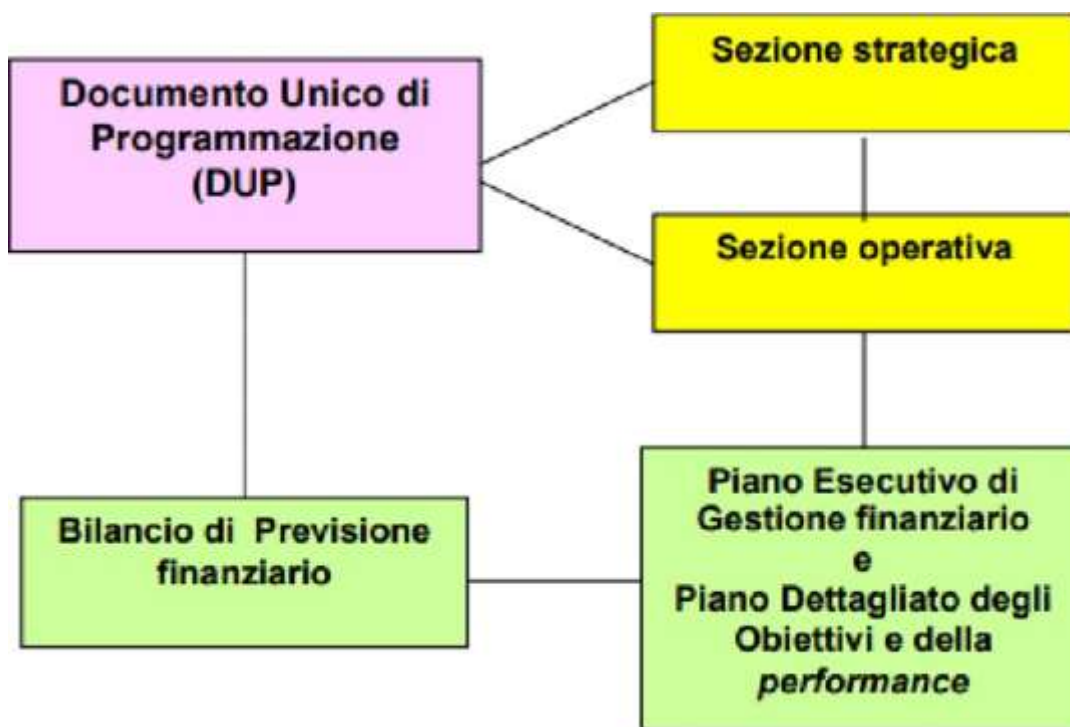 Documento Unico di
Programmazione
(DUP)
Sezione strategica
Sezione operativa
Bilancio di Previsione
finanziario
Piano Esecutivo di
Gestione finanziario
e
Piano Dettagliato degli
Obiettivi e della
performance